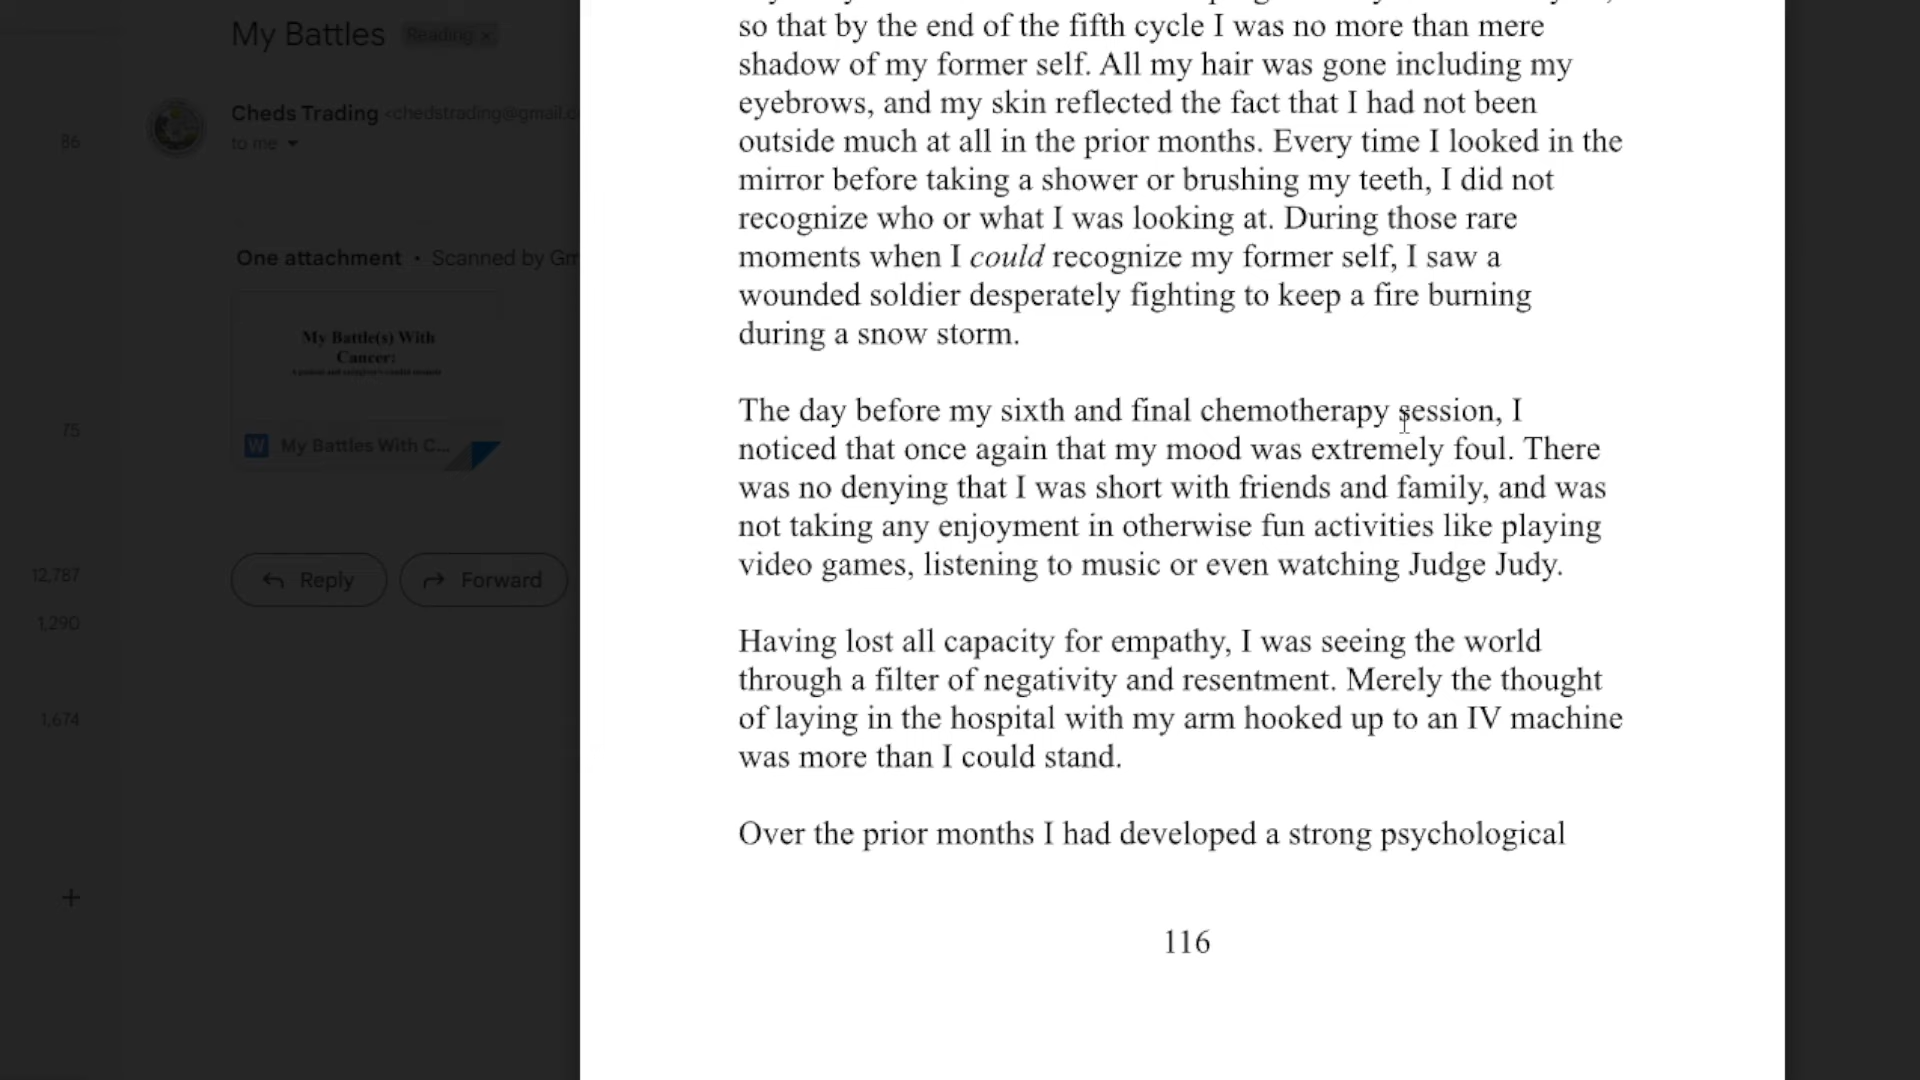 My Battles Reading ×
86
Cheds Trading <chedstrading@gmail.c
to me
One attachment • Scanned by Gm
My Battle(s) With
Cancer:
75
W My Battles With C...
12,787
Reply Forward
1,290
1,674
+
so that by the end of the fifth cycle I was no more than mere
shadow of my former self. All my hair was gone including my
eyebrows, and my skin reflected the fact that I had not been
outside much at all in the prior months. Every time I looked in the
mirror before taking a shower or brushing my teeth, I did not
recognize who or what I was looking at. During those rare
moments when I could recognize my former self, I saw a
wounded soldier desperately fighting to keep a fire burning
during a snow storm.
The day before my sixth and final chemotherapy session, I
noticed that once again that my mood was extremely foul. There
was no denying that I was short with friends and family, and was
not taking any enjoyment in otherwise fun activities like playing
video games, listening to music or even watching Judge Judy.
Having lost all capacity for empathy, I was seeing the world
through a filter of negativity and resentment. Merely the thought
of laying in the hospital with my arm hooked up to an IV machine
was more than I could stand.
Over the prior months I had developed a strong psychological
116